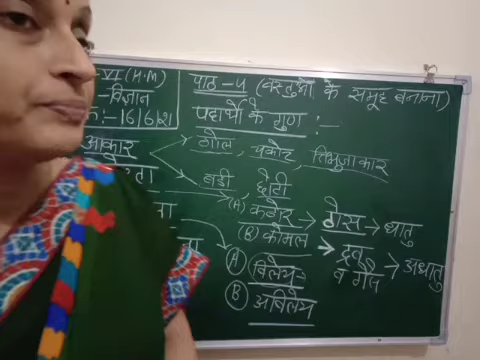 -VI (H.M)
-विज्ञान
क:- 16/6/21
पाठ-4 (वस्तुओं के समूह बनाना)
पदार्थो के गुण :-
आकार
गोल, चकोर, त्रिभुजाकार
बडी, छोटी
(A) कठोर → ठोस → धातु
(B) कोमल → द्रव व गैस → अधातु
(A) विलेय
(B) अविलेय